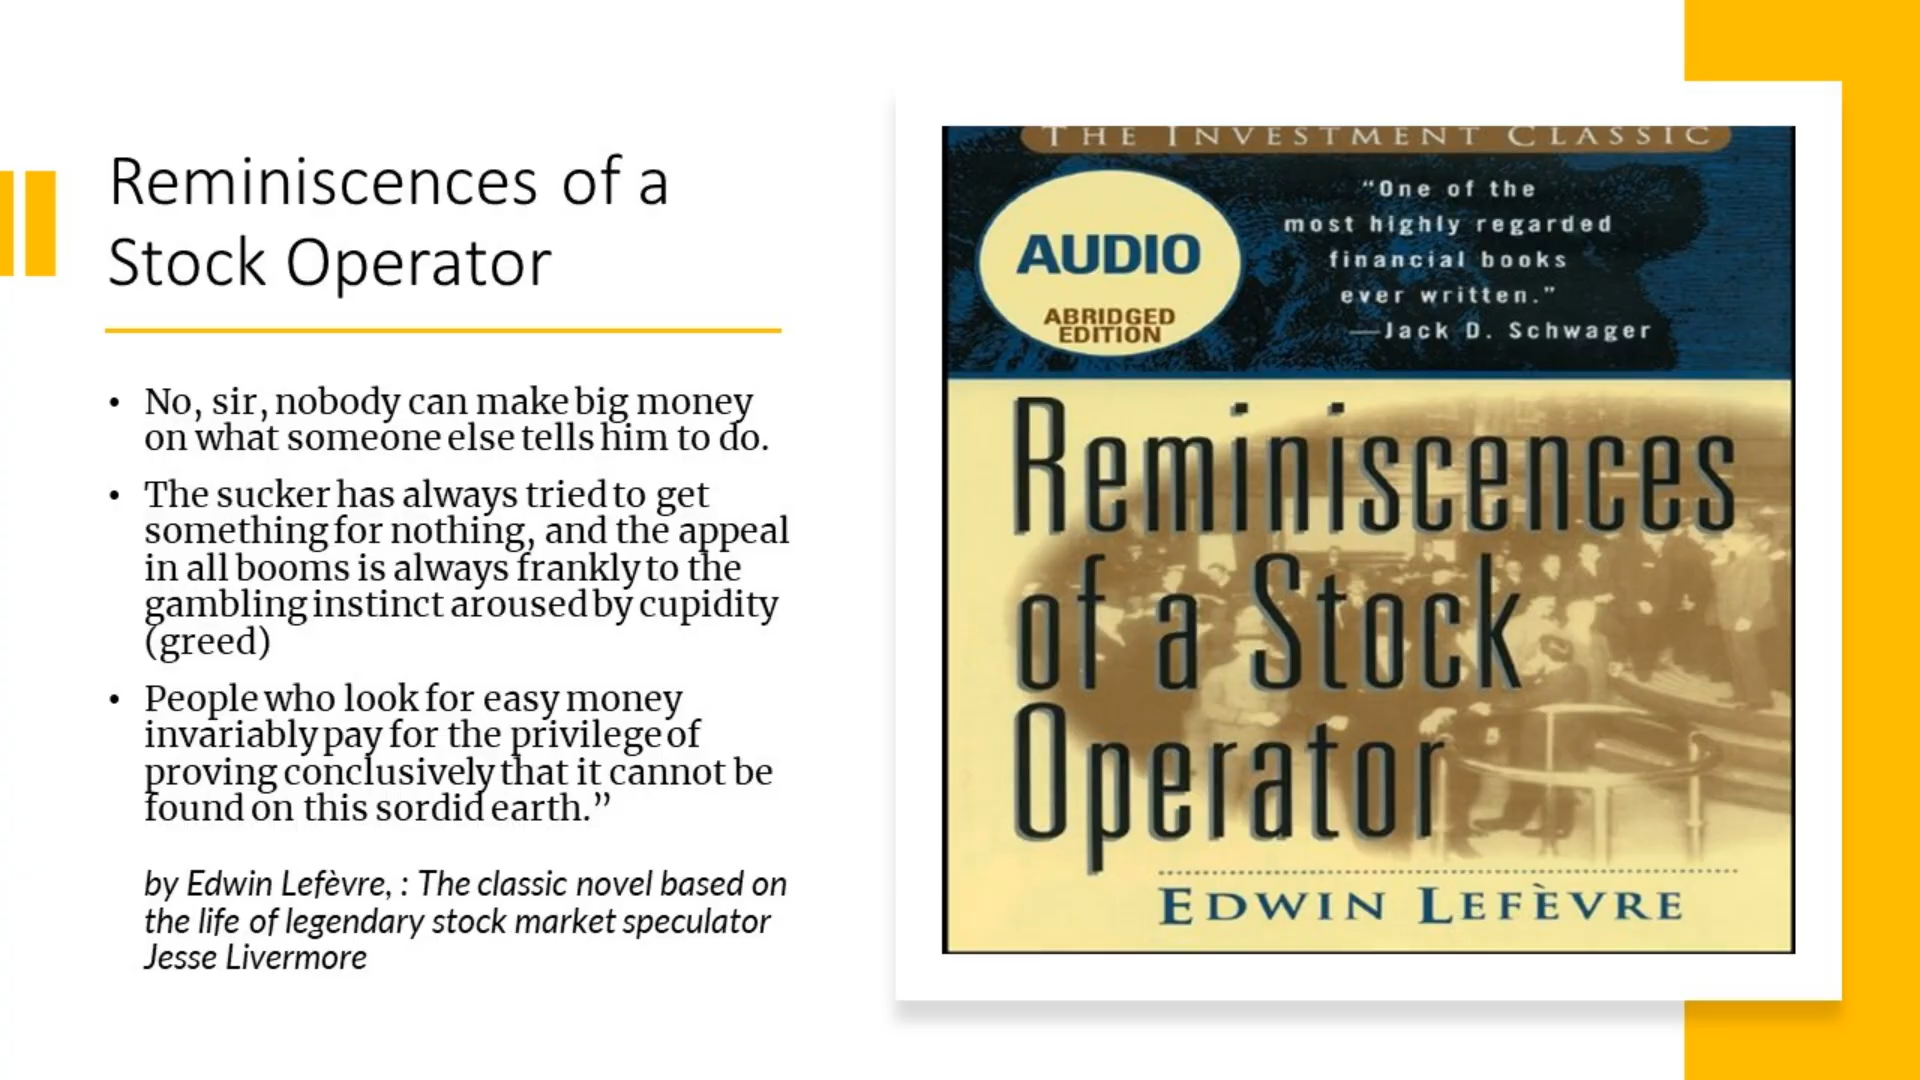 Reminiscences of a
Stock Operator
• No, sir, nobody can make big money
on what someone else tells him to do.
• The sucker has always tried to get
something for nothing, and the appeal
in all booms is always frankly to the
gambling instinct aroused by cupidity
(greed)
• People who look for easy money
invariably pay for the privilege of
proving conclusively that it cannot be
found on this sordid earth.”
by Edwin Lefèvre, : The classic novel based on
the life of legendary stock market speculator
Jesse Livermore
THE INVESTMENT CLASSIC
AUDIO
ABRIDGED
EDITION
“One of the
most highly regarded
financial books
ever written.”
—Jack D. Schwager
Reminiscences
of a Stock
Operator
EDWIN LEFÈVRE